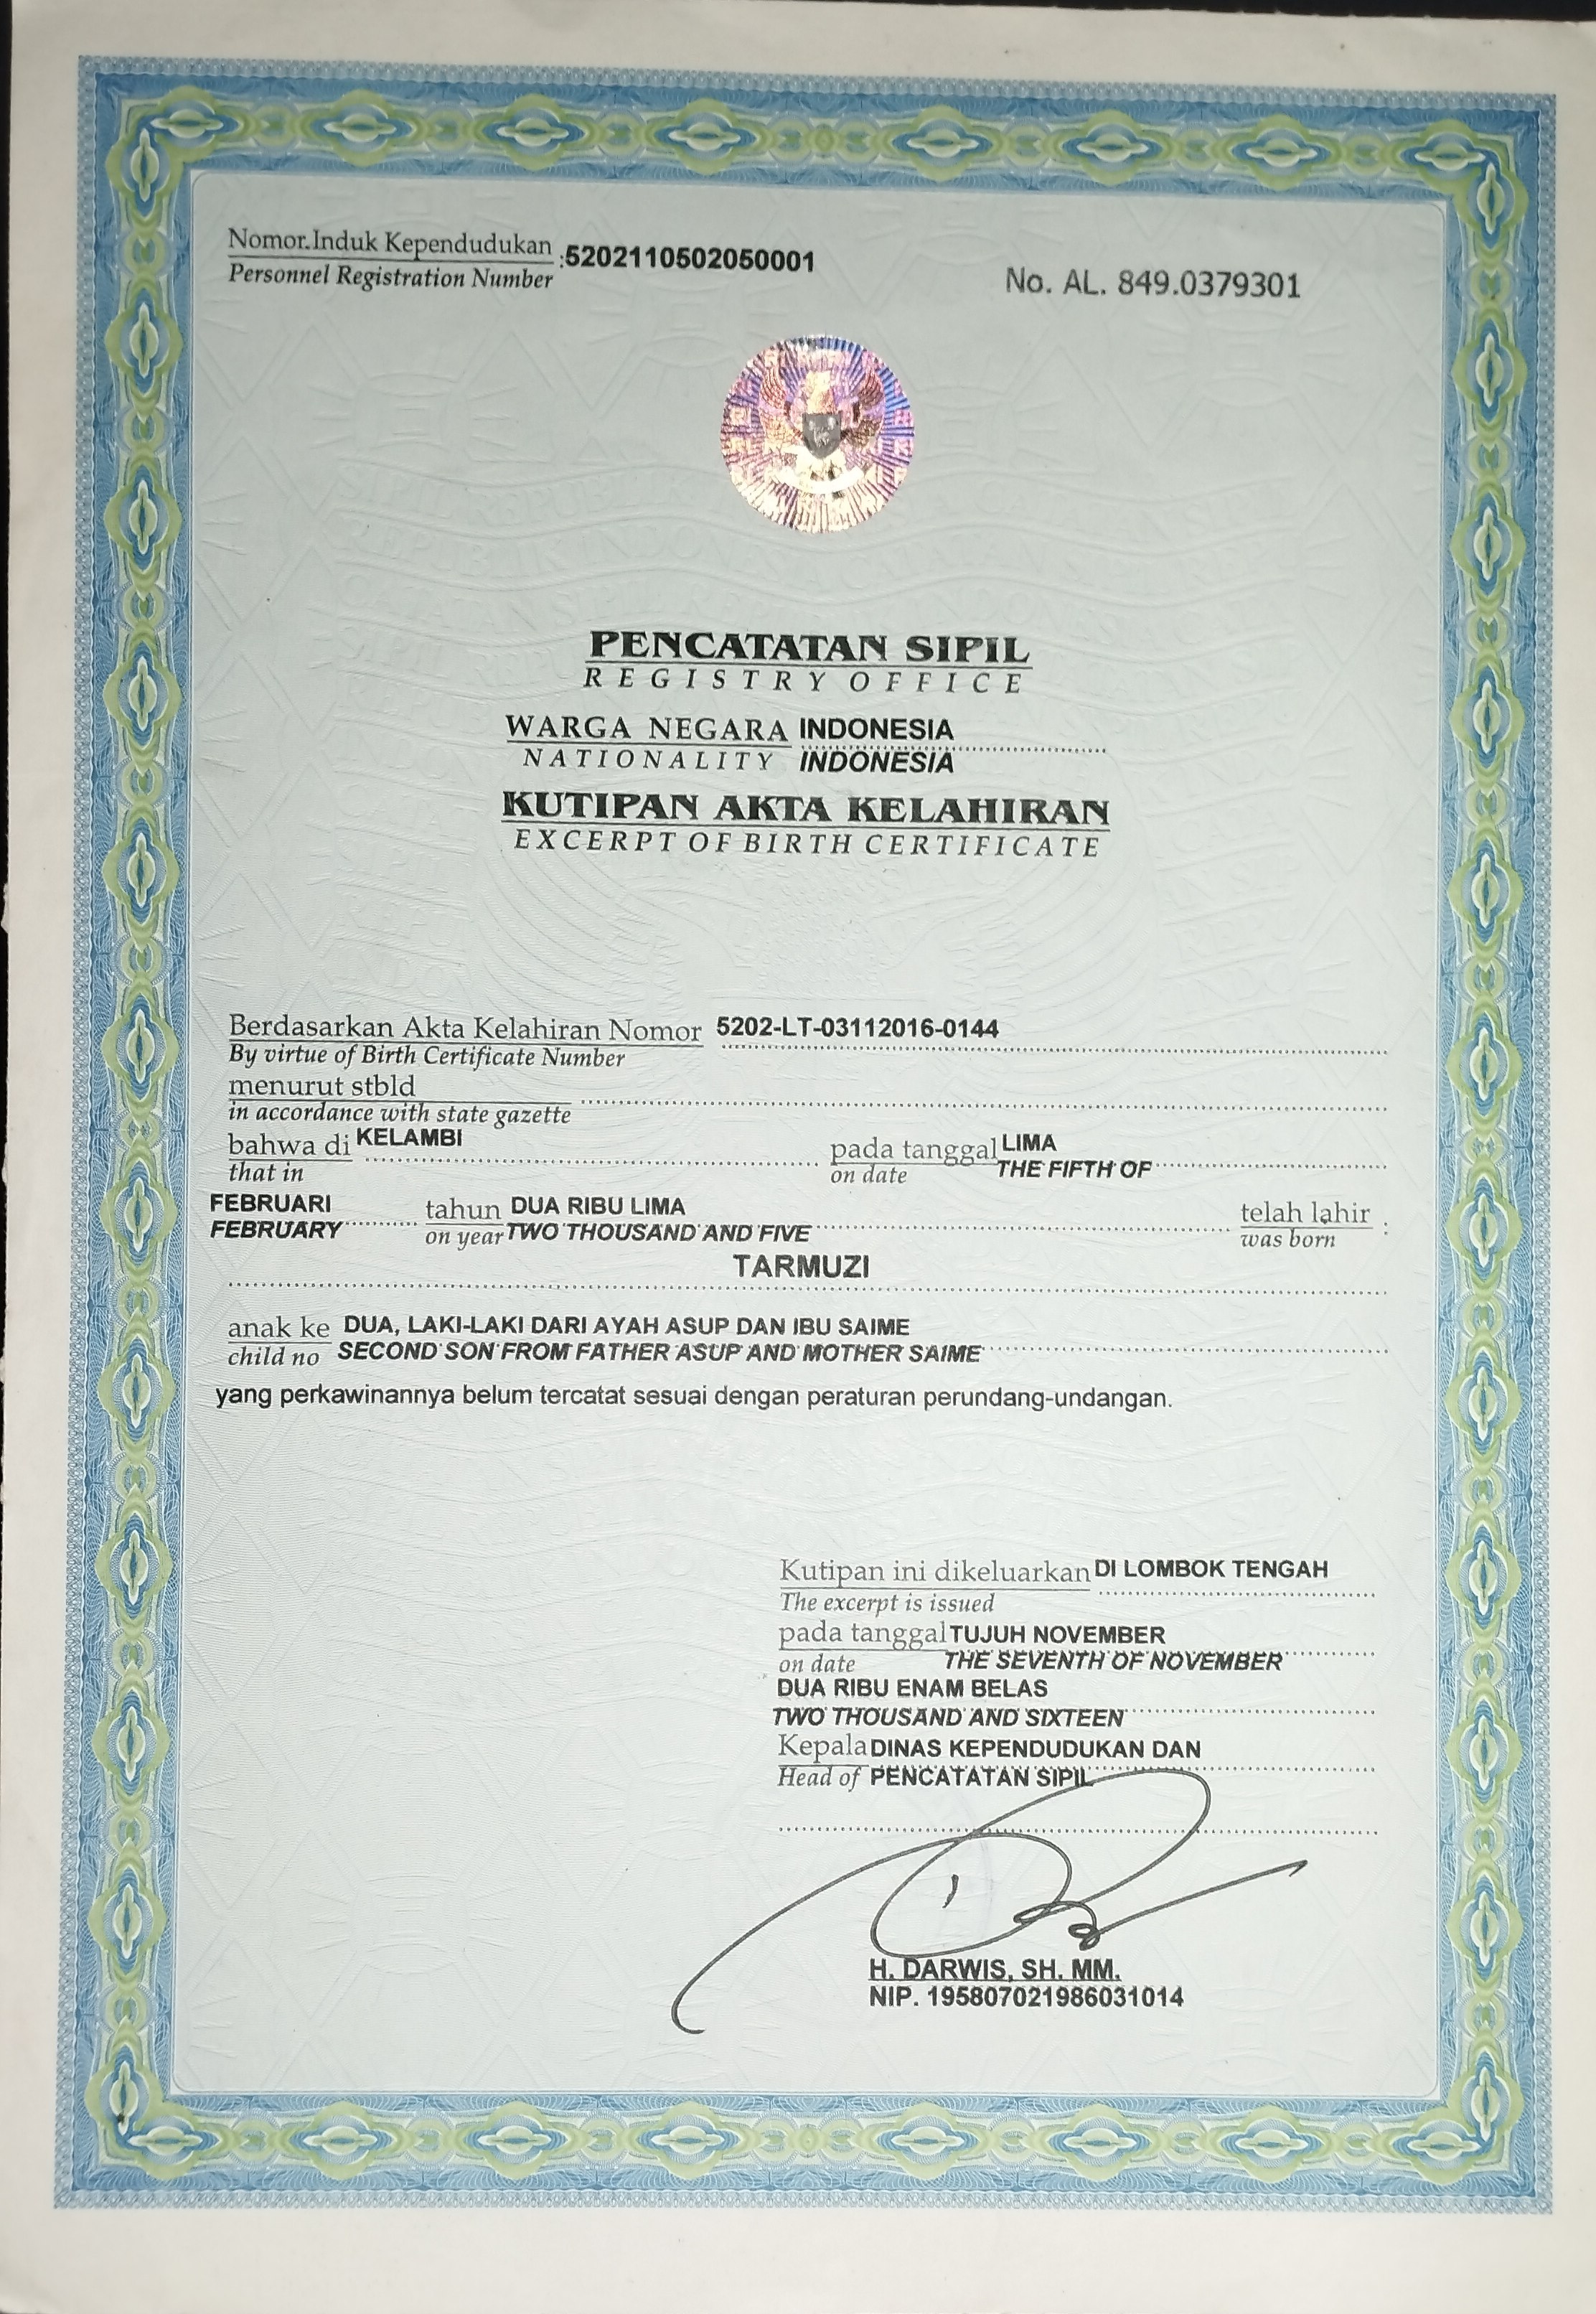 Nomor.Induk Kependudukan :5202110502050001
Personnel Registration Number
No. AL. 849.0379301
PENCATATAN SIPIL
REGISTRY OFFICE
WARGA NEGARA INDONESIA
NATIONALITY INDONESIA
KUTIPAN AKTA KELAHIRAN
EXCERPT OF BIRTH CERTIFICATE
Berdasarkan Akta Kelahiran Nomor 5202-LT-03112016-0144
By virtue of Birth Certificate Number
menurut stbld
in accordance with state gazette
bahwa di KELAMBI pada tanggal LIMA
that in on date THE FIFTH OF
FEBRUARI tahun DUA RIBU LIMA telah lahir :
FEBRUARY on year TWO THOUSAND AND FIVE was born
TARMUZI
anak ke DUA, LAKI-LAKI DARI AYAH ASUP DAN IBU SAIME
child no SECOND SON FROM FATHER ASUP AND MOTHER SAIME
yang perkawinannya belum tercatat sesuai dengan peraturan perundang-undangan.
Kutipan ini dikeluarkan DI LOMBOK TENGAH
The excerpt is issued
pada tanggal TUJUH NOVEMBER
on date THE SEVENTH OF NOVEMBER
DUA RIBU ENAM BELAS
TWO THOUSAND AND SIXTEEN
Kepala DINAS KEPENDUDUKAN DAN
Head of PENCATATAN SIPIL
H. DARWIS, SH. MM.
NIP. 195807021986031014